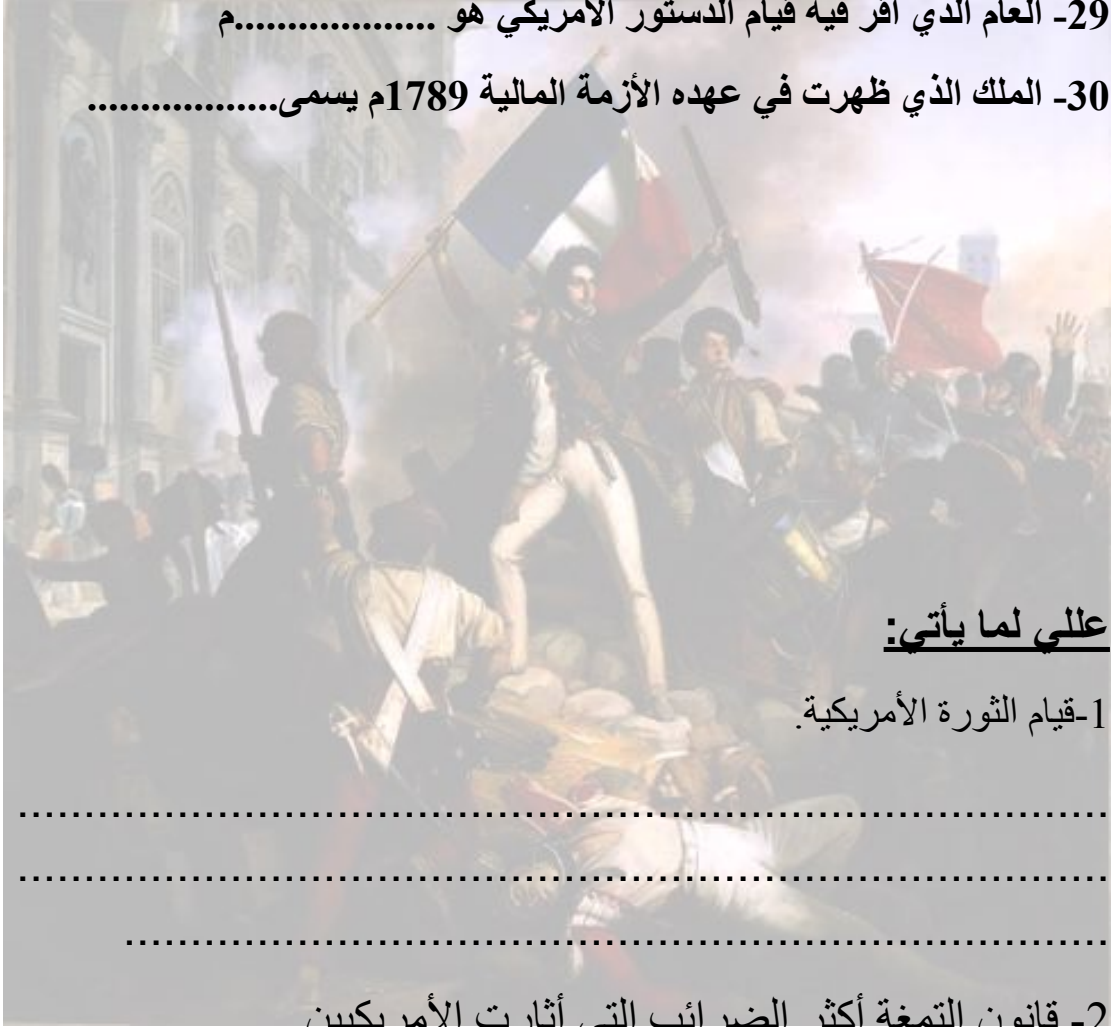 29- العام الذي أقر فيه قيام الدستور الأمريكي هو ...................م
30- الملك الذي ظهرت في عهده الأزمة المالية 1789م يسمى..................
عللي لما يأتي:
1-قيام الثورة الأمريكية.
..................................................................................
..................................................................................
..........................................................................
2- قانون التمغة أكثر الضرائب التي أثارت الأمريكيين